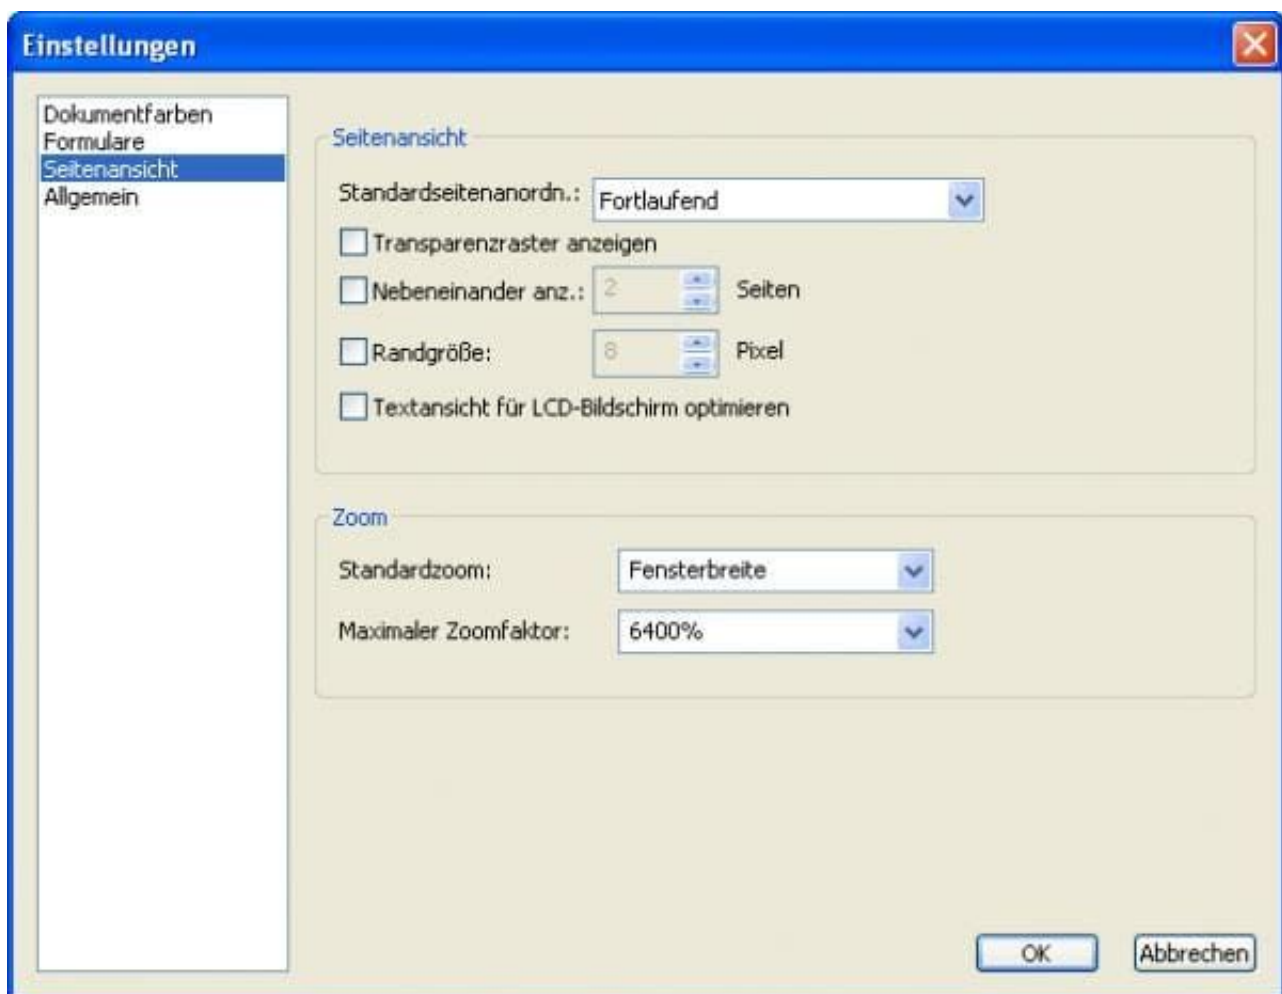 Einstellungen
Dokumentfarben
Formulare
Seitenansicht
Allgemein
Seitenansicht
Standardseitenanordn.: Fortlaufend
Transparenzraster anzeigen
Nebeneinander anz.: 2 Seiten
Randgröße: 8 Pixel
Textansicht für LCD-Bildschirm optimieren
Zoom
Standardzoom: Fensterbreite
Maximaler Zoomfaktor: 6400%
OK Abbrechen